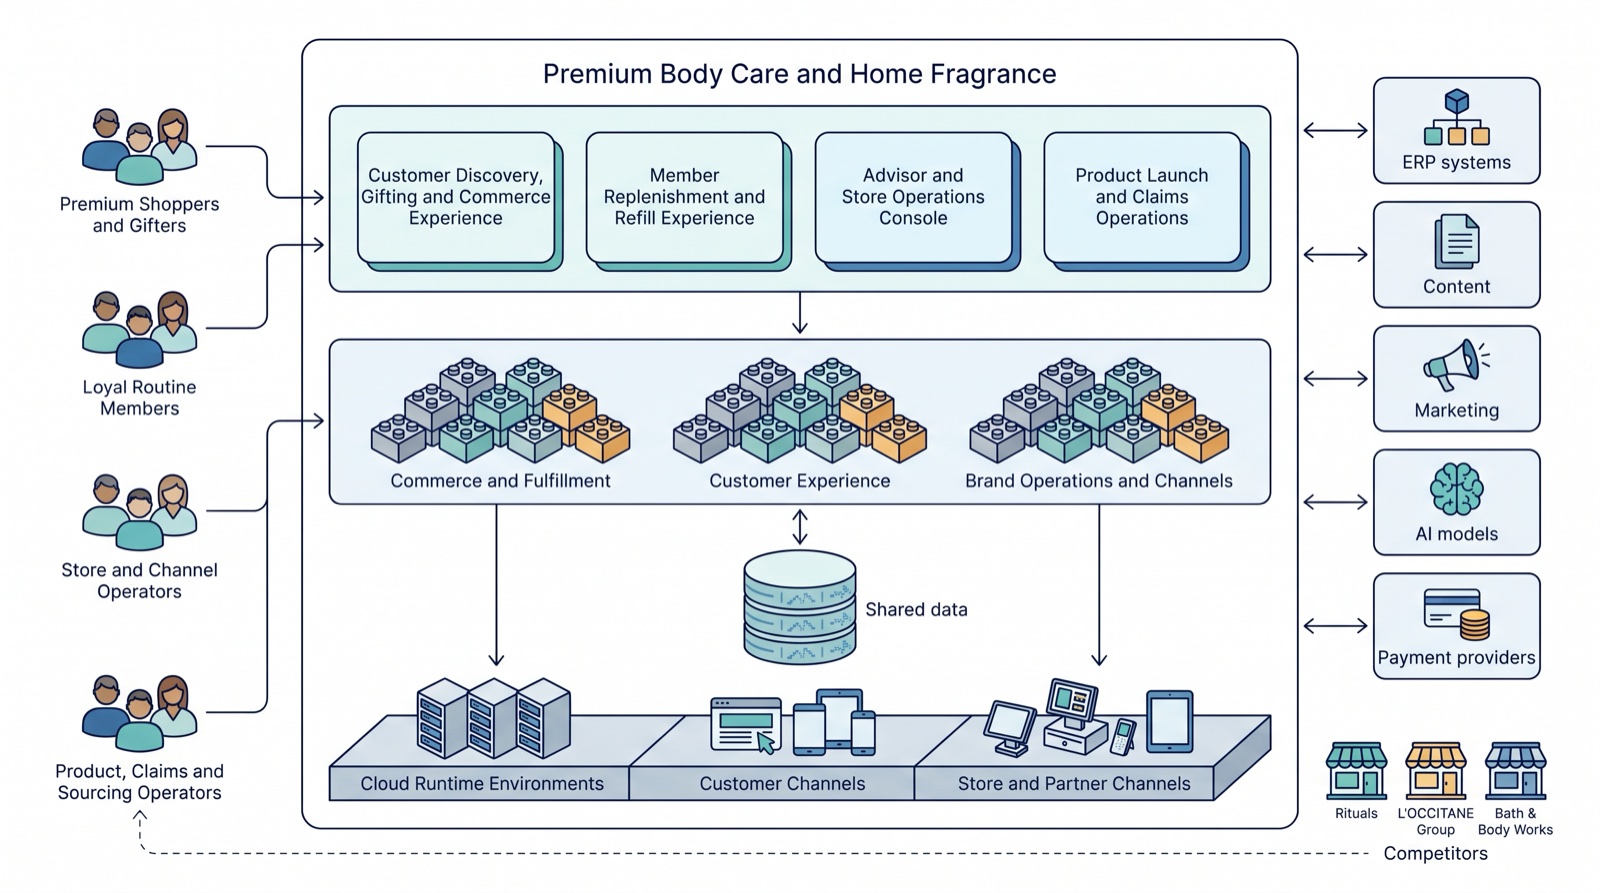 Premium Body Care and Home Fragrance
Premium Shoppers
and Gifters
Loyal Routine
Members
Store and Channel
Operators
Product, Claims and
Sourcing Operators
Customer Discovery,
Gifting and Commerce
Experience
Member
Replenishment and
Refill Experience
Advisor and
Store Operations
Console
Product Launch
and Claims
Operations
Commerce and Fulfillment
Customer Experience
Brand Operations and Channels
Shared data
Cloud Runtime Environments
Customer Channels
Store and Partner Channels
ERP systems
Content
Marketing
AI models
Payment providers
Rituals
L'OCCITANE
Group
Bath &
Body Works
Competitors